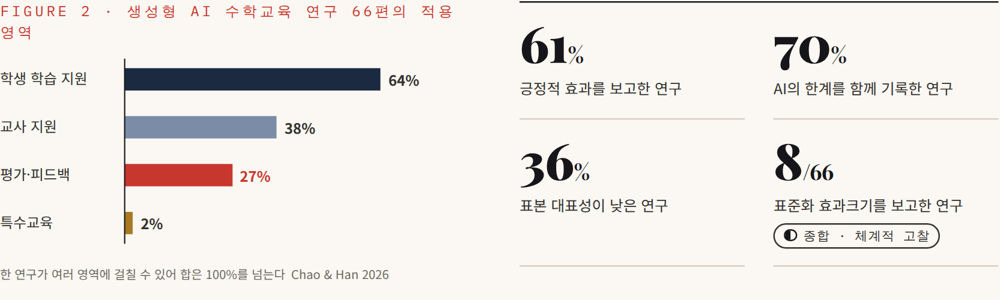 FIGURE 2 · 생성형 AI 수학교육 연구 66편의 적용
영역
학생 학습 지원
64%
교사 지원
38%
평가·피드백
27%
특수교육
2%
한 연구가 여러 영역에 걸칠 수 있어 합은 100%를 넘는다 Chao & Han 2026
61%
긍정적 효과를 보고한 연구
70%
AI의 한계를 함께 기록한 연구
36%
표본 대표성이 낮은 연구
8/66
표준화 효과크기를 보고한 연구
종합 · 체계적 고찰